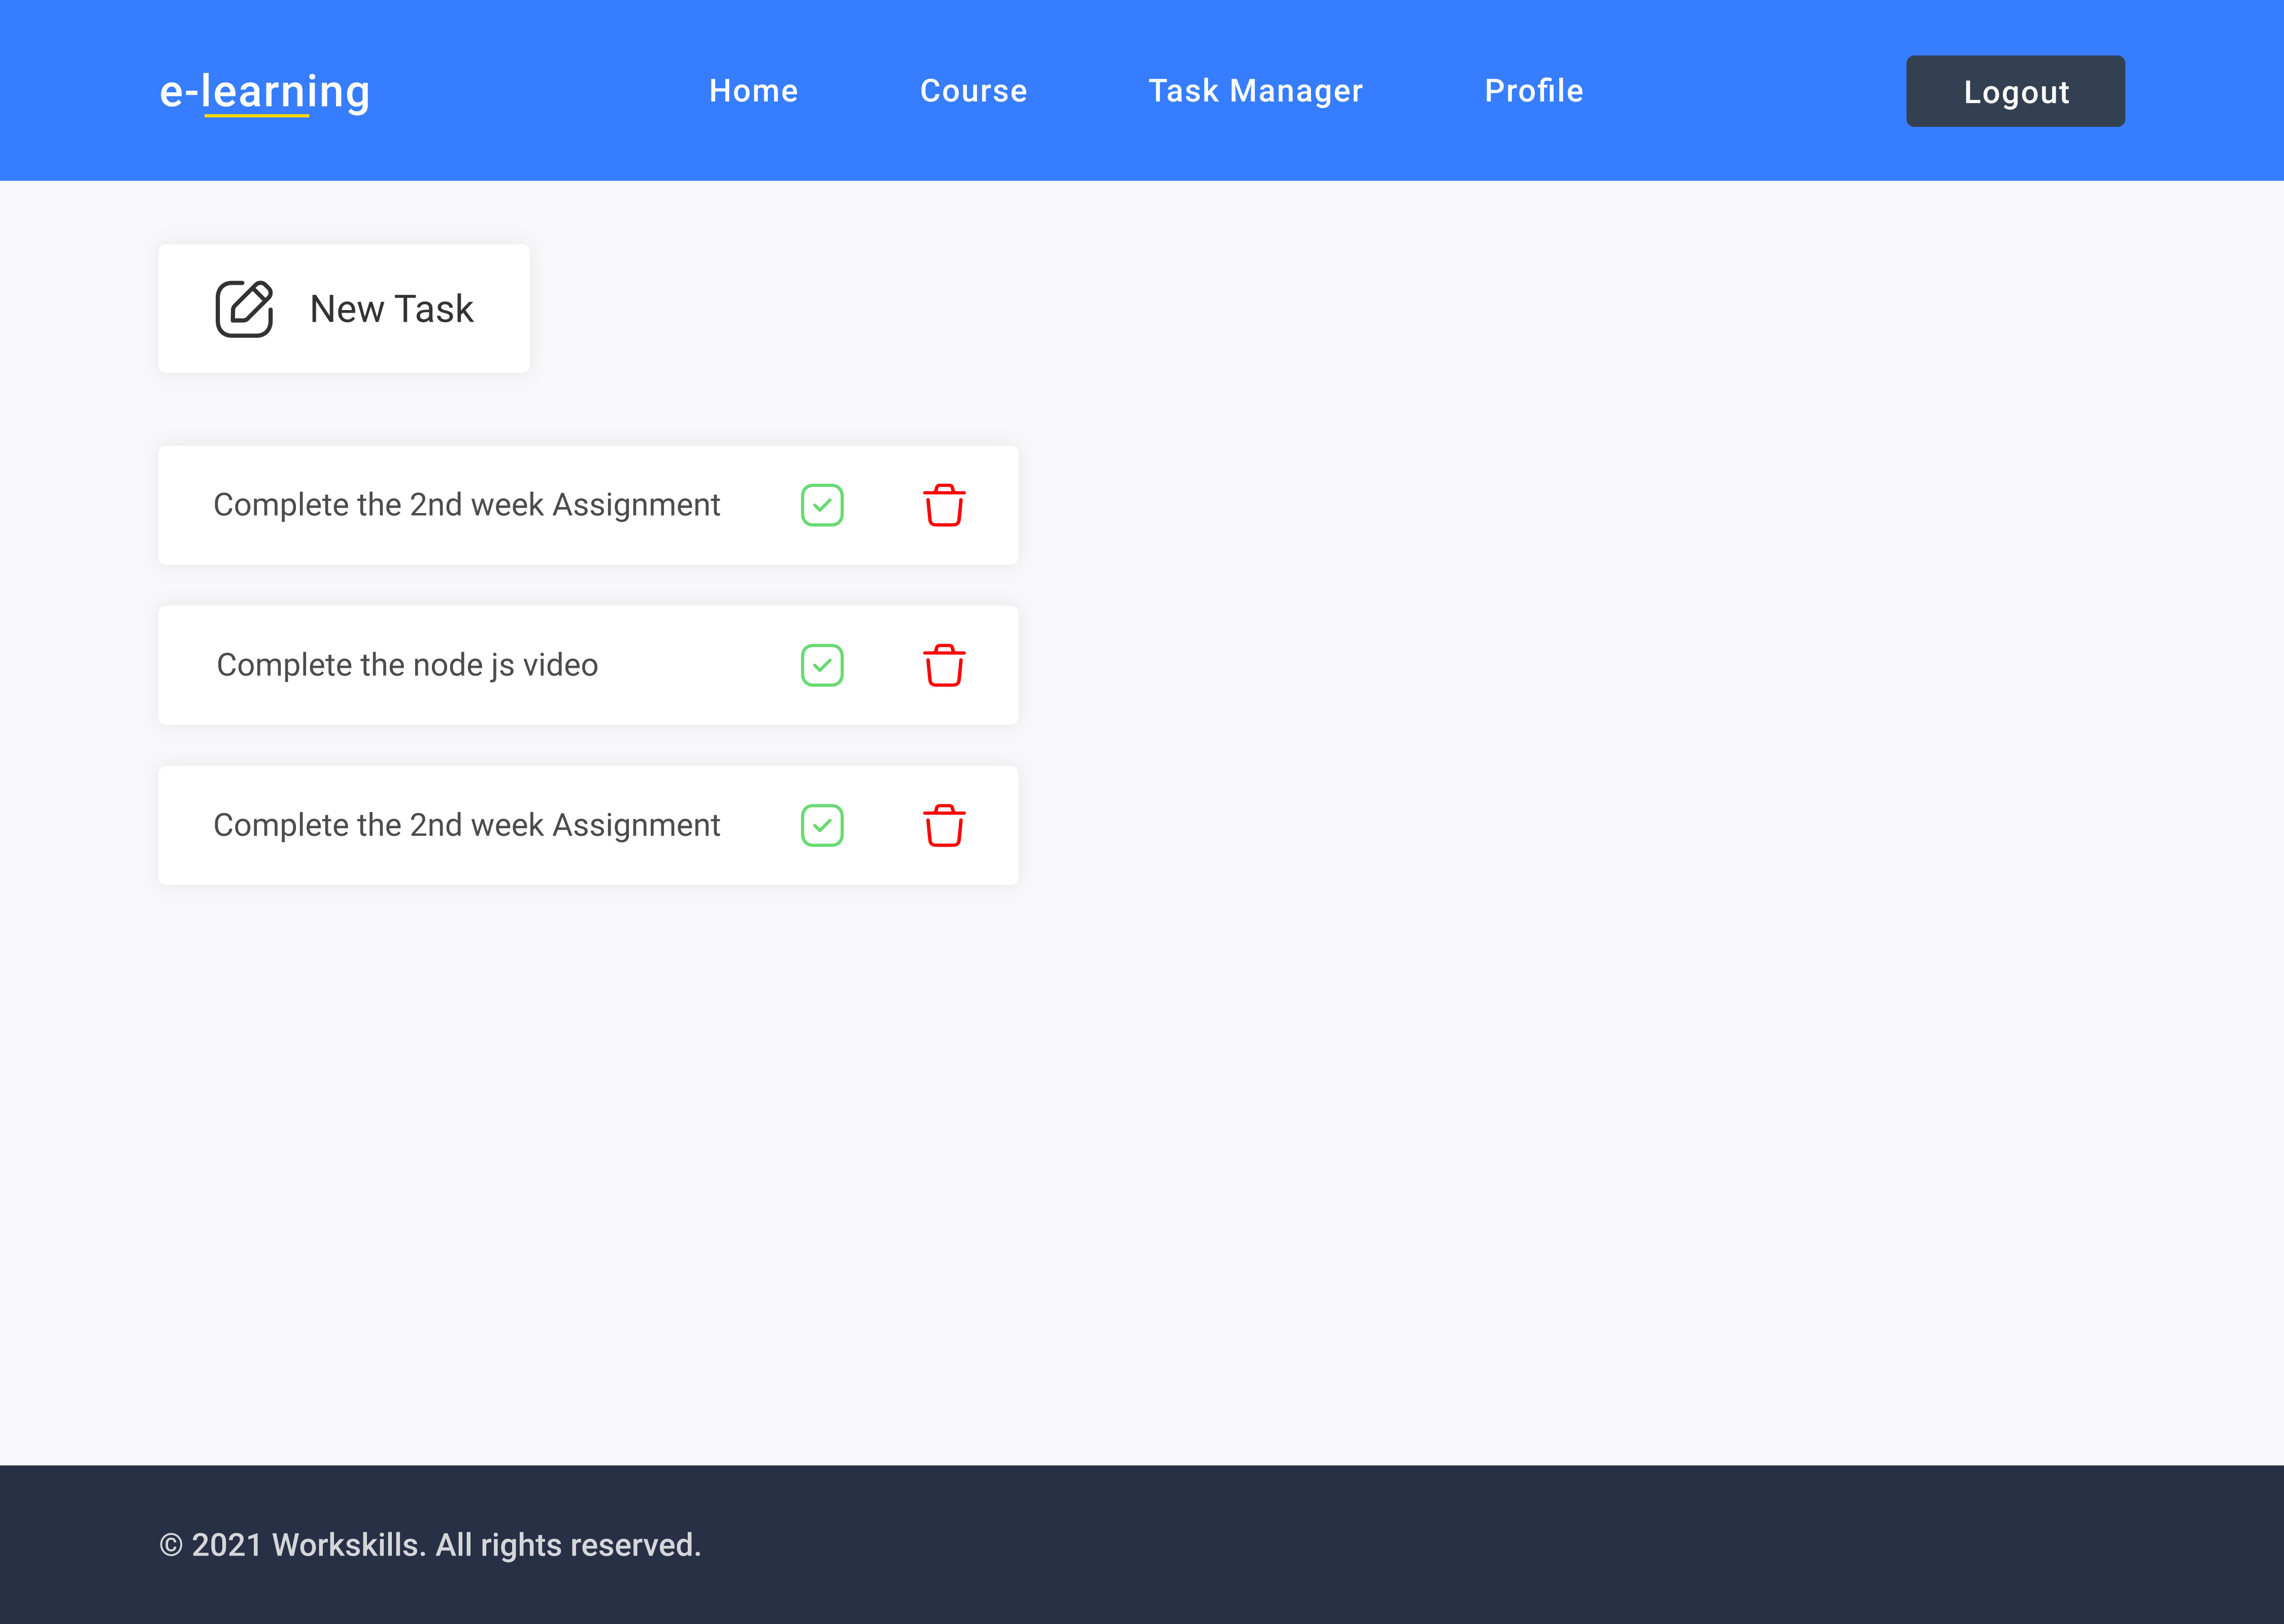 e-learning
Home
Course
Task Manager
Profile
Logout
New Task
Complete the 2nd week Assignment
Complete the node js video
Complete the 2nd week Assignment
© 2021 Workskills. All rights reserved.